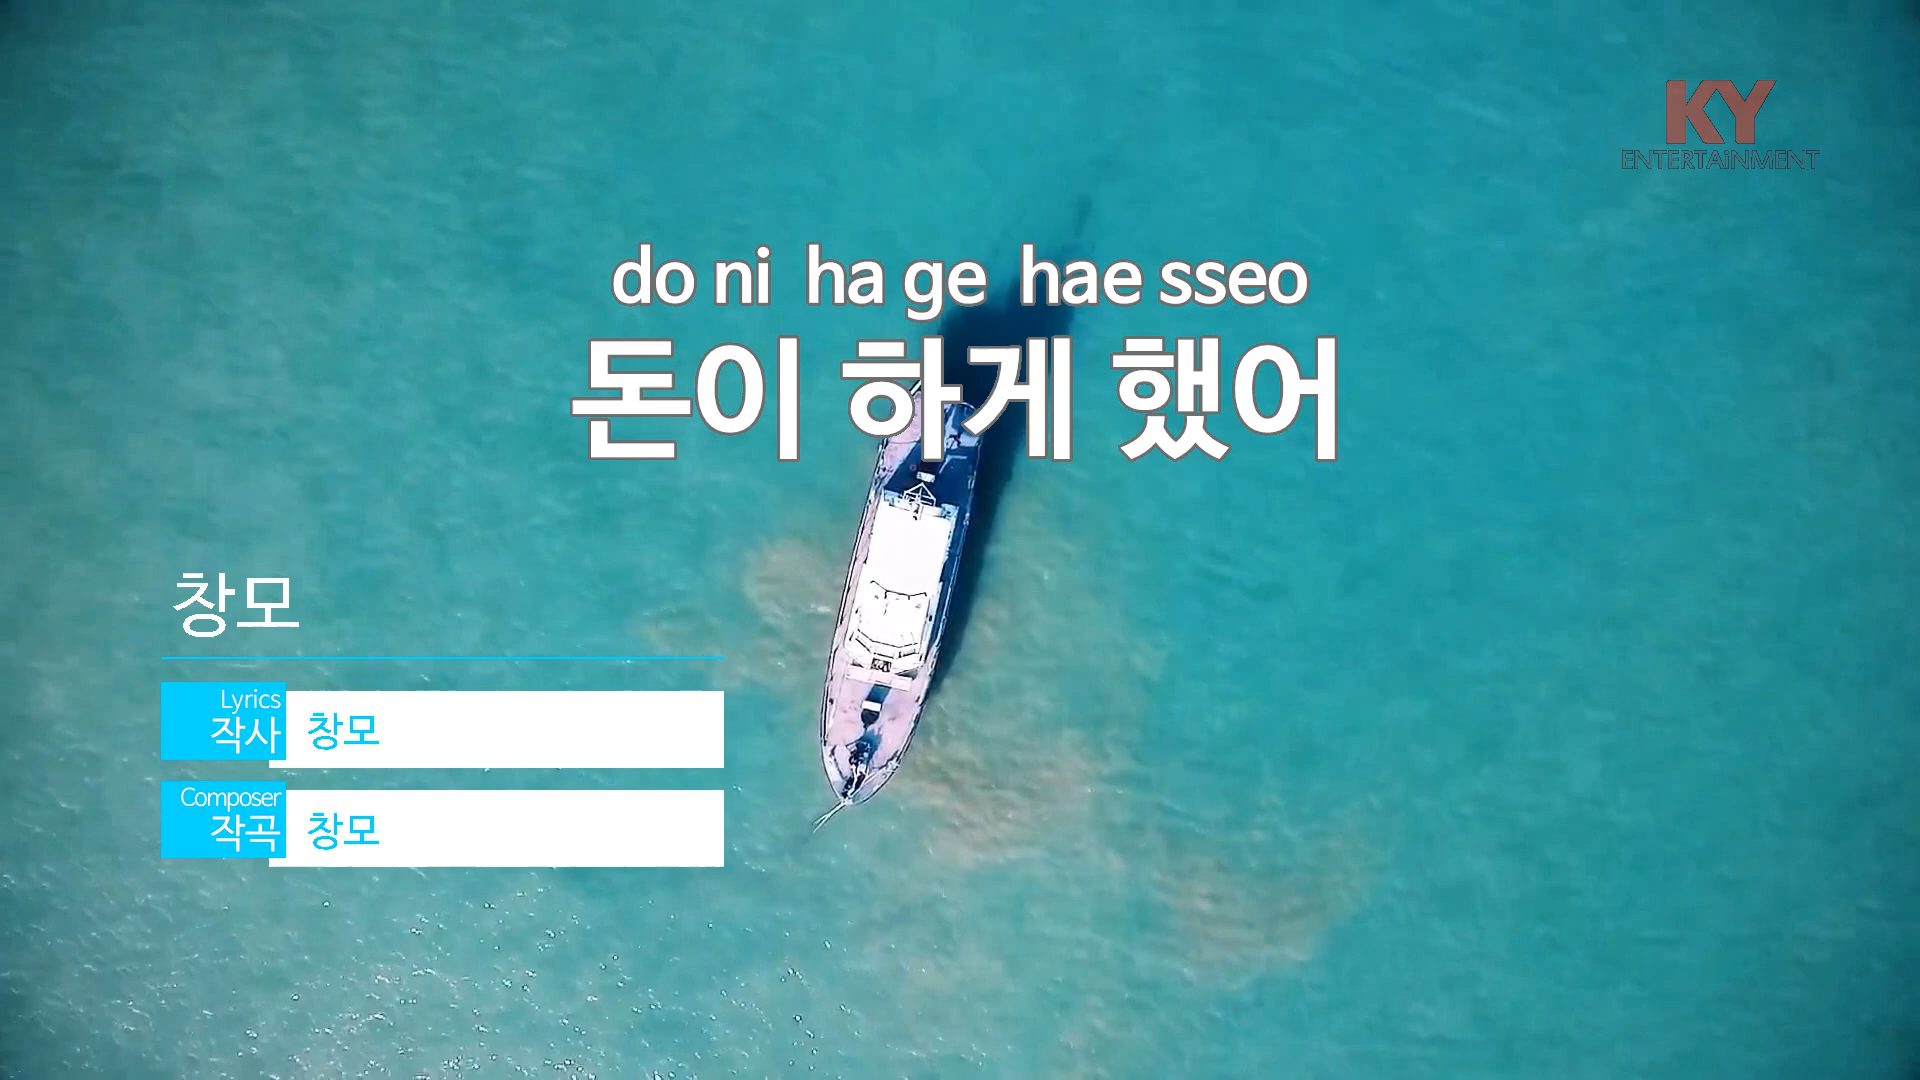 KY
ENTERTAiNMENT
do ni ha ge hae sseo
돈이 하게 했어
창모
Lyrics
작사 창모
Composer
작곡 창모